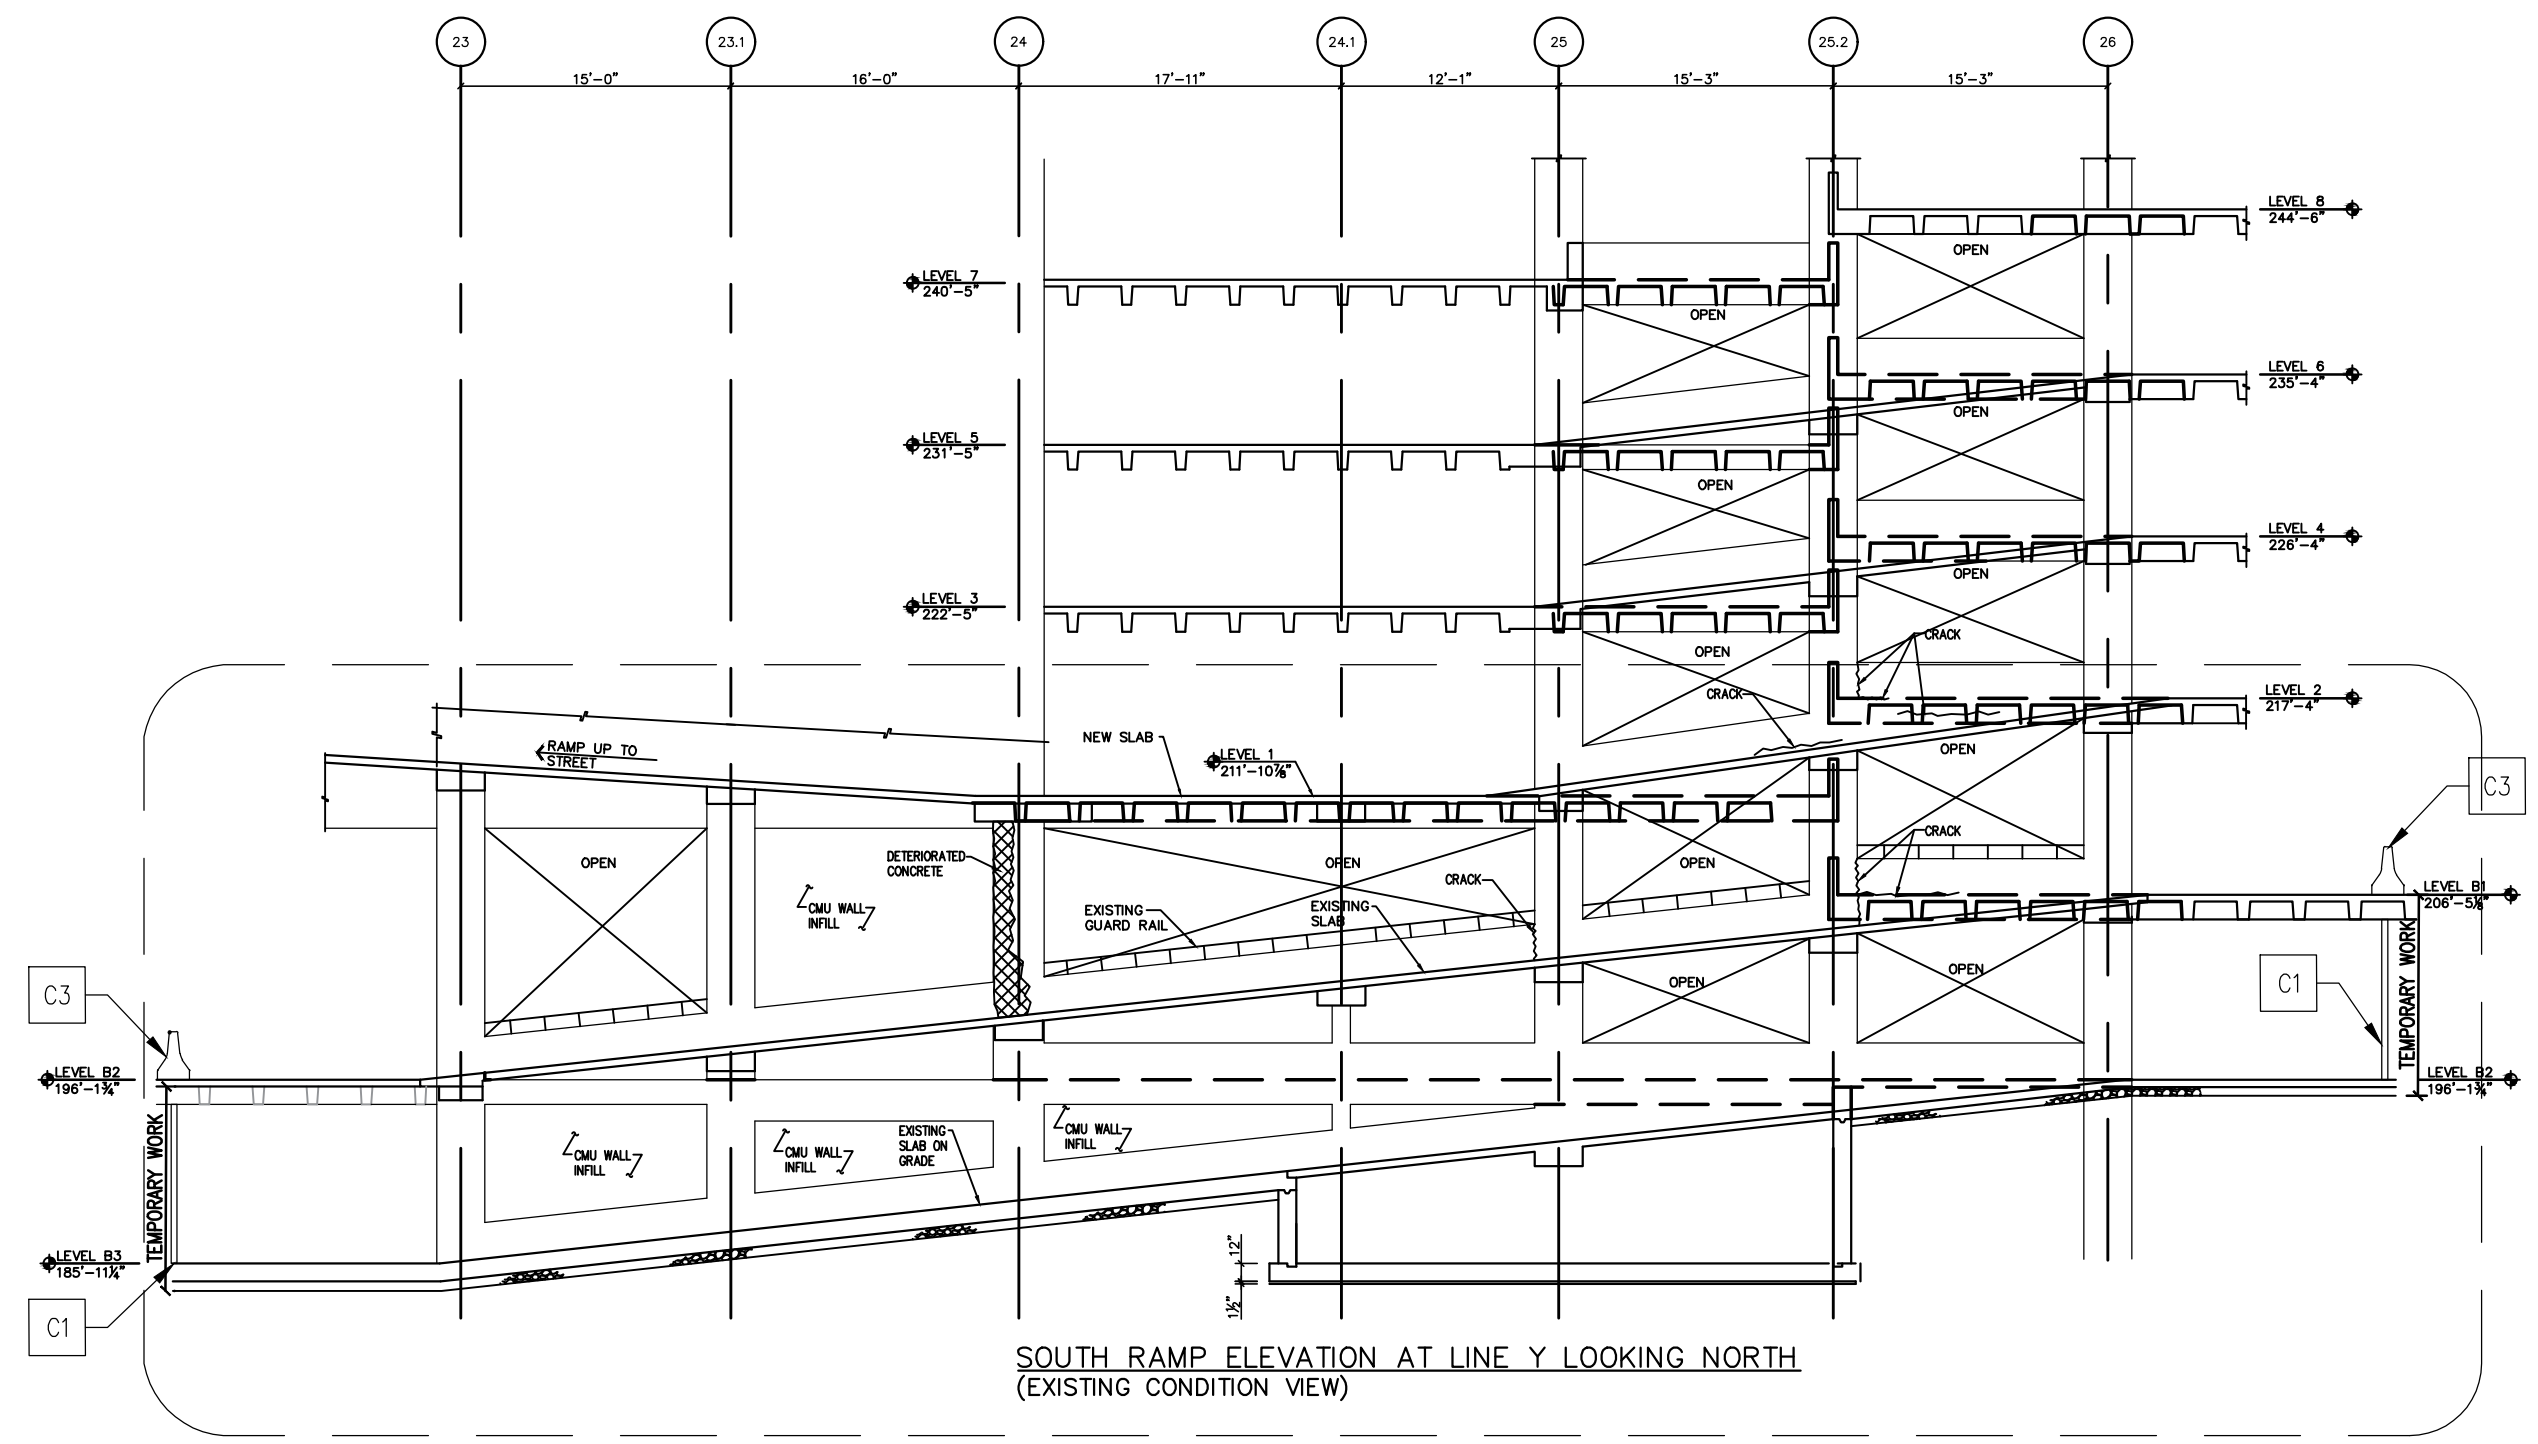 23
23.1
24
24.1
25
25.2
26
15'-0"
16'-0"
17'-11"
12'-1"
15'-3"
15'-3"
LEVEL 8
244'-6"
OPEN
LEVEL 7
240'-5"
OPEN
LEVEL 6
235'-4"
OPEN
LEVEL 5
231'-5"
OPEN
LEVEL 4
226'-4"
OPEN
LEVEL 3
222'-5"
CRACK
OPEN
CRACK
LEVEL 2
217'-4"
RAMP UP TO
STREET
NEW SLAB
LEVEL 1
211'-10⅞"
OPEN
C3
OPEN
DETERIORATED
CONCRETE
OPEN
OPEN
CRACK
CRACK
CMU WALL
INFILL
EXISTING
GUARD RAIL
EXISTING
SLAB
LEVEL B1
206'-5⅛"
TEMPORARY WORK
OPEN
OPEN
C3
C1
LEVEL B2
196'-1¾"
LEVEL B2
196'-1¾"
TEMPORARY WORK
CMU WALL
INFILL
CMU WALL
INFILL
EXISTING
SLAB ON
GRADE
CMU WALL
INFILL
LEVEL B3
185'-11¼"
12"
1½"
C1
SOUTH RAMP ELEVATION AT LINE Y LOOKING NORTH
(EXISTING CONDITION VIEW)